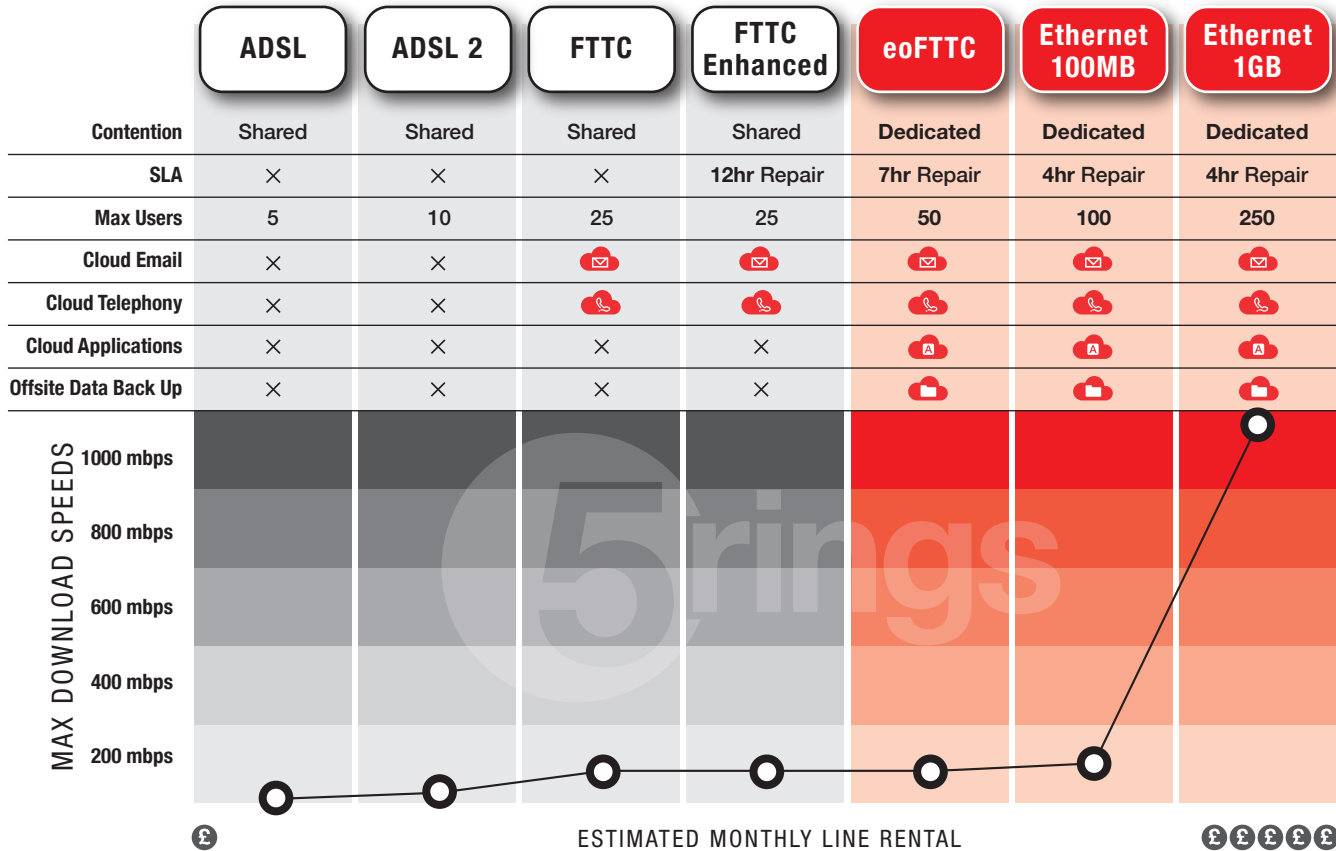 ADSL
ADSL 2
FTTC
FTTC
Enhanced
eoFTTC
Ethernet
100MB
Ethernet
1GB
Contention Shared Shared Shared Shared Dedicated Dedicated Dedicated
SLA × × × 12hr Repair 7hr Repair 4hr Repair 4hr Repair
Max Users 5 10 25 25 50 100 250
Cloud Email × ×
Cloud Telephony × ×
Cloud Applications × × × × A A A
Offsite Data Back Up × × × ×
MAX DOWNLOAD SPEEDS
1000 mbps
800 mbps
600 mbps
400 mbps
200 mbps
5rings
£ ESTIMATED MONTHLY LINE RENTAL £££££